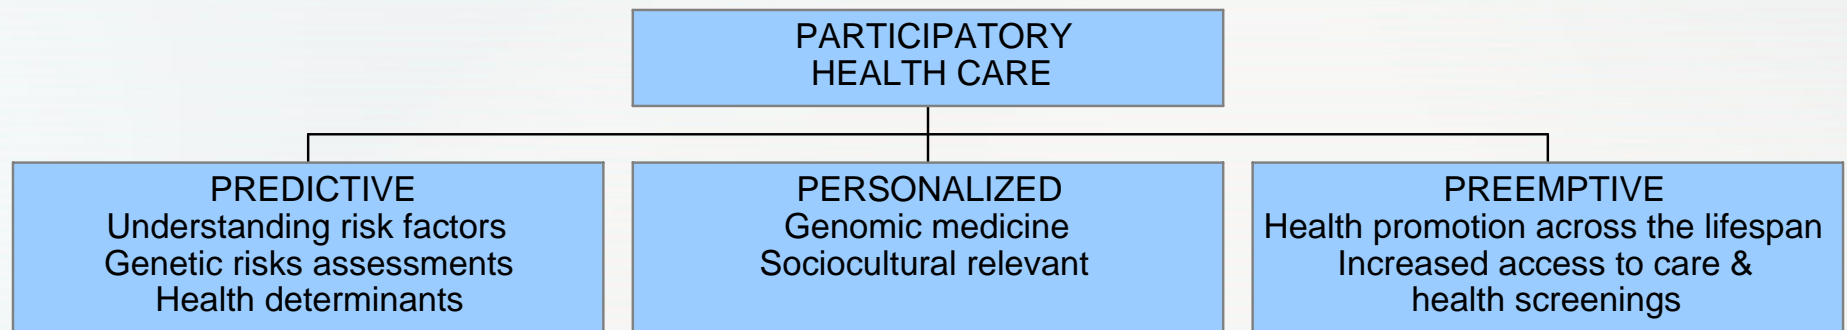 PARTICIPATORY
HEALTH CARE
PREDICTIVE
Understanding risk factors
Genetic risks assessments
Health determinants
PERSONALIZED
Genomic medicine
Sociocultural relevant
PREEMPTIVE
Health promotion across the lifespan
Increased access to care &
health screenings